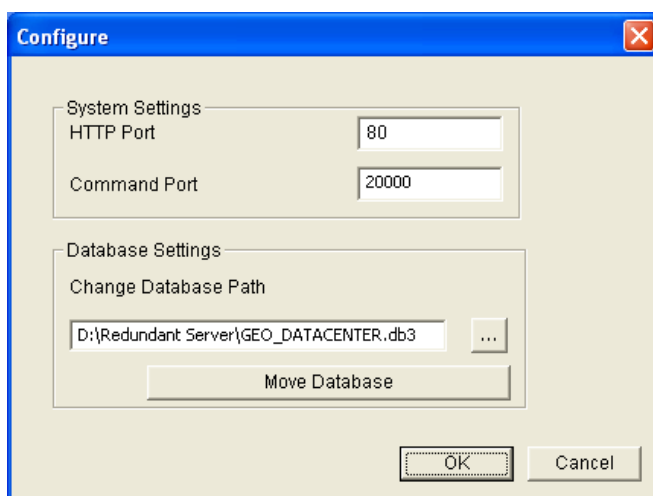 Configure
System Settings
HTTP Port
80
Command Port
20000
Database Settings
Change Database Path
D:\Redundant Server\GEO_DATACENTER.db3
...
Move Database
OK
Cancel